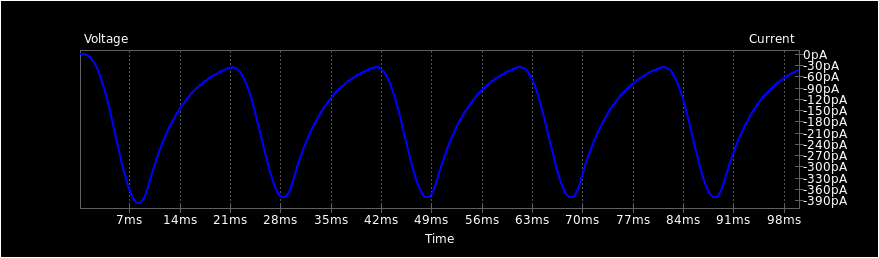 Voltage Current
0pA
-30pA
-60pA
-90pA
-120pA
-150pA
-180pA
-210pA
-240pA
-270pA
-300pA
-330pA
-360pA
-390pA
7ms 14ms 21ms 28ms 35ms 42ms 49ms 56ms 63ms 70ms 77ms 84ms 91ms 98ms
Time